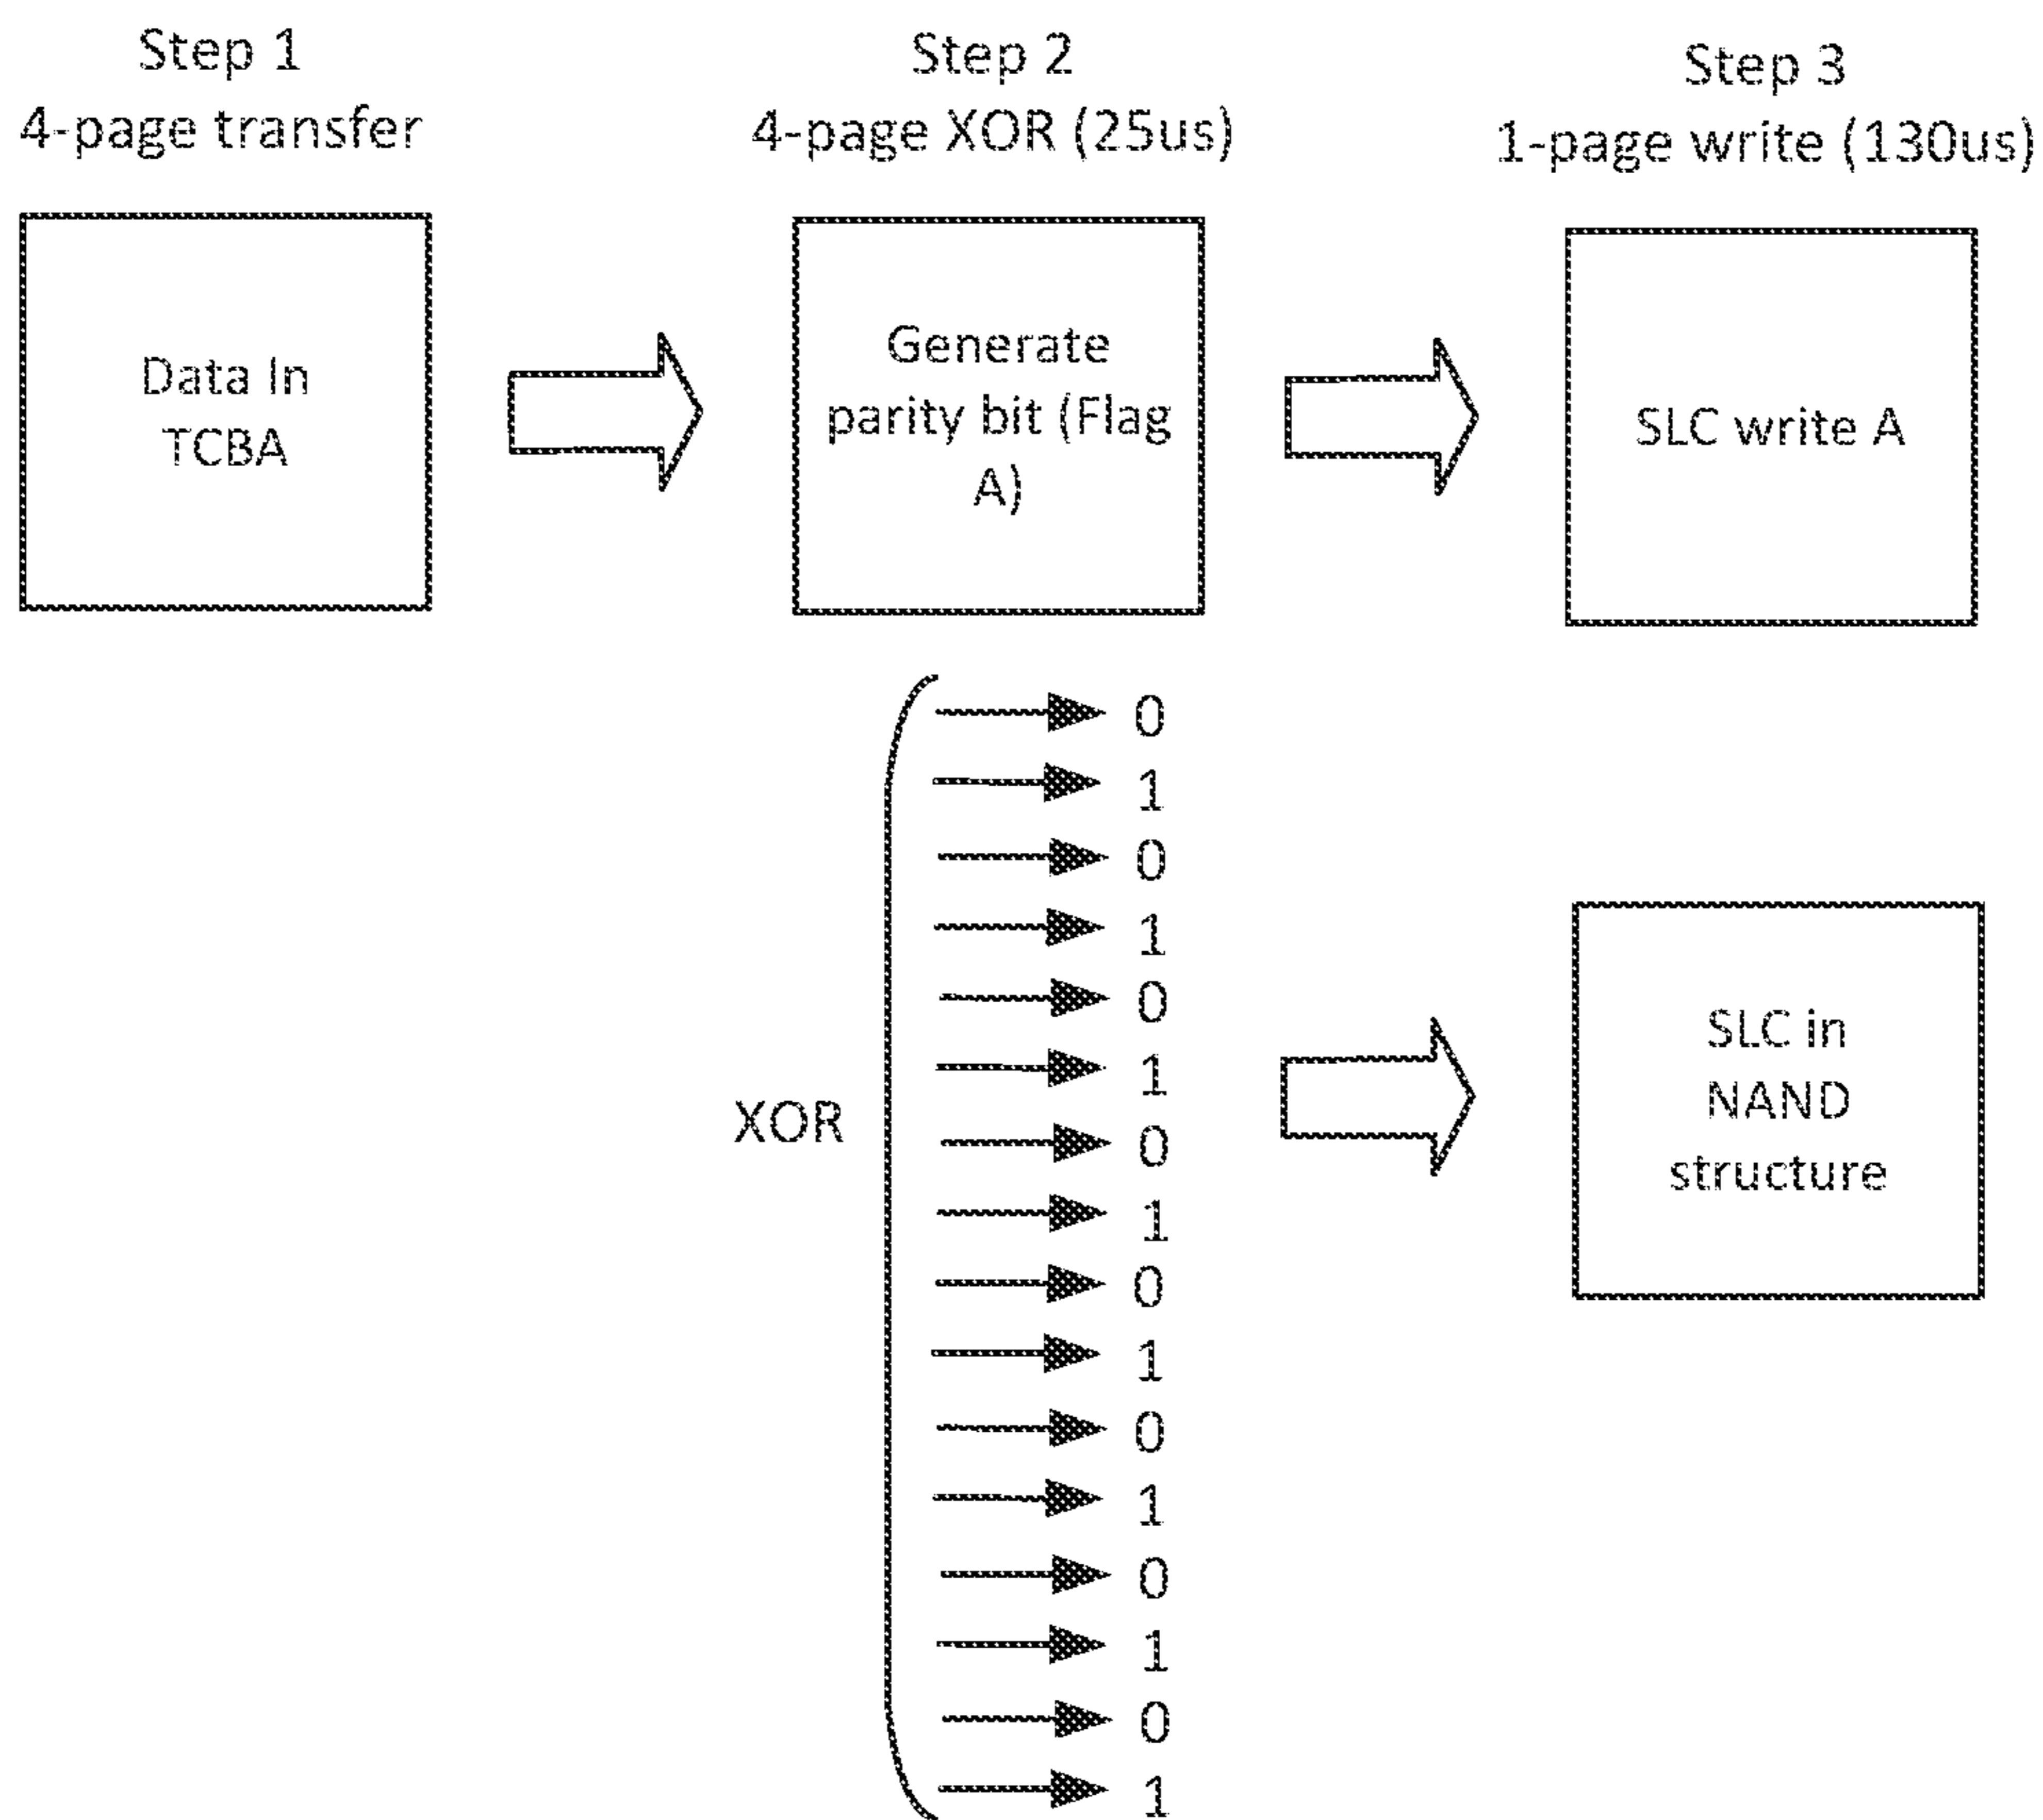 Step 1
4-page transfer
Step 2
4-page XOR (25us)
Step 3
1-page write (130us)
Data In
TCBA
Generate
parity bit (Flag
A)
SLC write A
XOR
0
1
0
1
0
1
0
1
0
1
0
1
0
1
0
1
SLC in
NAND
structure